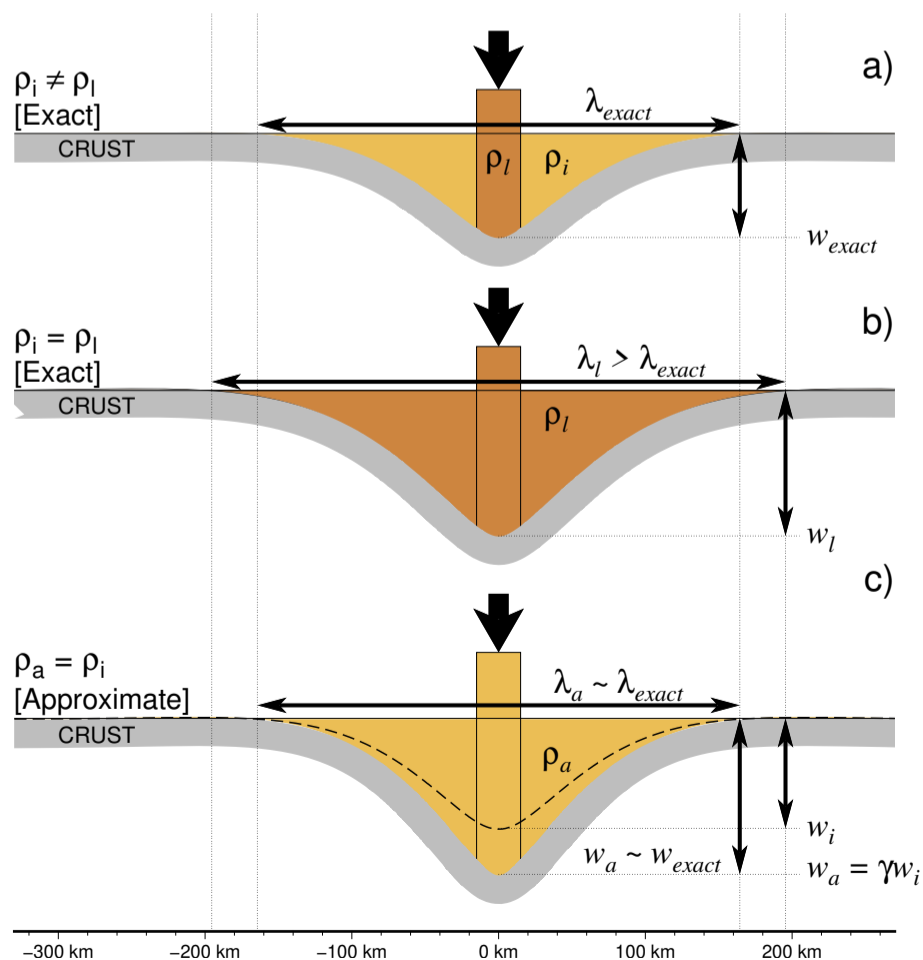 a)
ρi ≠ ρl
[Exact]
λexact
CRUST
ρl
ρi
wexact
b)
ρi = ρl
[Exact]
λl > λexact
CRUST
ρl
wl
c)
ρa = ρi
[Approximate]
λa ~ λexact
CRUST
ρa
wi
wa ~ wexact
wa = γwi
−300 km
−200 km
−100 km
0 km
100 km
200 km